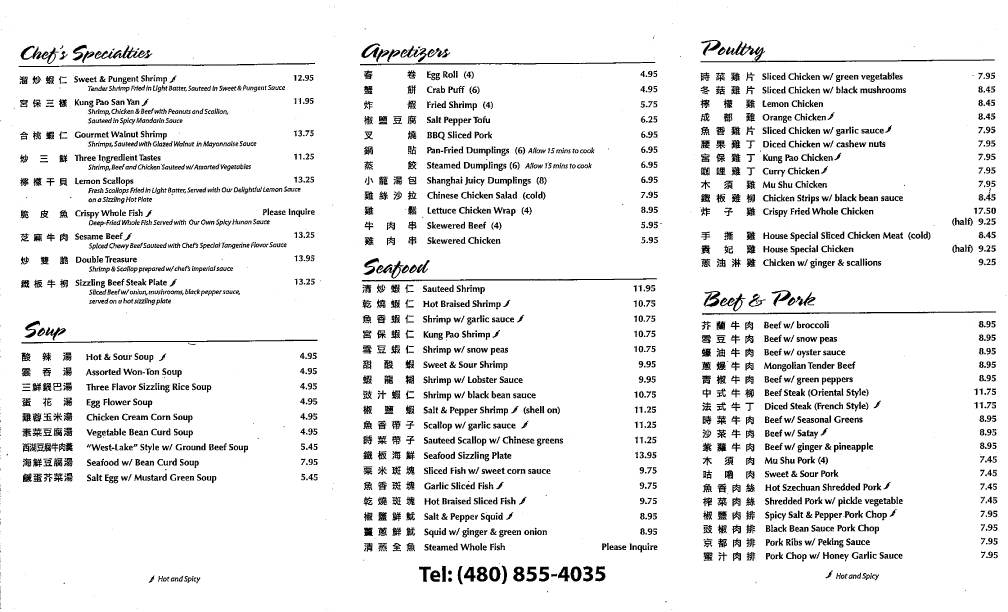 Chef's Specialties
溜炒蝦仁 Sweet & Pungent Shrimp 12.95
Tender Shrimp Fried in Light Batter, Sauteed in Sweet & Pungent Sauce
宮保三樣 Kung Pao San Yan 11.95
Shrimp, Chicken & Beef with Peanuts and Scallion,
Sauteed in Spicy Mandarin Sauce
合桃蝦仁 Gourmet Walnut Shrimp 13.75
Shrimps, Sauteed with Glazed Walnut in Mayonnaise Sauce
炒三鮮 Three Ingredient Tastes 11.25
Shrimp, Beef and Chicken Sauteed w/ Assorted Vegetables
檸檬干貝 Lemon Scallops 13.25
Fresh Scallops Fried in Light Batter, Served with Our Delightful Lemon Sauce
on a Sizzling Hot Plate
脆皮魚 Crispy Whole Fish Please Inquire
Deep-Fried Whole Fish Served with Our Own Spicy Hunan Sauce
芝麻牛肉 Sesame Beef 13.25
Spiced Chewy Beef Sauteed with Chef's Special Tangerine Flavor Sauce
炒雙脆 Double Treasure 13.95
Shrimp & Scallop prepared w/ chef's imperial sauce
鐵板牛柳 Sizzling Beef Steak Plate 13.25
Sliced Beef w/ onion, mushrooms, black pepper sauce,
served on a hot sizzling plate
Soup
酸辣湯 Hot & Sour Soup 4.95
雲吞湯 Assorted Won-Ton Soup 4.95
三鮮鍋巴湯 Three Flavor Sizzling Rice Soup 4.95
蛋花湯 Egg Flower Soup 4.95
雞蓉玉米湯 Chicken Cream Corn Soup 4.95
素菜豆腐湯 Vegetable Bean Curd Soup 4.95
西湖豆腐牛肉羹 "West-Lake" Style w/ Ground Beef Soup 5.45
海鮮豆腐湯 Seafood w/ Bean Curd Soup 7.95
鹹蛋芥菜湯 Salt Egg w/ Mustard Green Soup 5.45
Hot and Spicy
Appetizers
春卷 Egg Roll (4) 4.95
蟹餅 Crab Puff (6) 4.95
炸蝦 Fried Shrimp (4) 5.75
椒鹽豆腐 Salt Pepper Tofu 6.25
叉燒 BBQ Sliced Pork 6.95
鍋貼 Pan-Fried Dumplings (6) Allow 15 mins to cook 6.95
蒸餃 Steamed Dumplings (6) Allow 15 mins to cook 6.95
小籠湯包 Shanghai Juicy Dumplings (8) 6.95
雞絲沙拉 Chinese Chicken Salad (cold) 7.95
雞鬆 Lettuce Chicken Wrap (4) 8.95
牛肉串 Skewered Beef (4) 5.95
雞肉串 Skewered Chicken 5.95
Seafood
清炒蝦仁 Sauteed Shrimp 11.95
乾燒蝦仁 Hot Braised Shrimp 10.75
魚香蝦仁 Shrimp w/ garlic sauce 10.75
宮保蝦仁 Kung Pao Shrimp 10.75
雪豆蝦仁 Shrimp w/ snow peas 10.75
甜酸蝦 Sweet & Sour Shrimp 9.95
蝦龍糊 Shrimp w/ Lobster Sauce 9.95
豉汁蝦仁 Shrimp w/ black bean sauce 10.75
椒鹽蝦 Salt & Pepper Shrimp (shell on) 11.25
魚香帶子 Scallop w/ garlic sauce 11.25
時菜帶子 Sauteed Scallop w/ Chinese greens 11.25
鐵板海鮮 Seafood Sizzling Plate 13.95
粟米斑塊 Sliced Fish w/ sweet corn sauce 9.75
魚香斑塊 Garlic Sliced Fish 9.75
乾燒斑塊 Hot Braised Sliced Fish 9.75
椒鹽鮮魷 Salt & Pepper Squid 8.95
薑蔥鮮魷 Squid w/ ginger & green onion 8.95
清蒸全魚 Steamed Whole Fish Please Inquire
Tel: (480) 855-4035
Poultry
時菜雞片 Sliced Chicken w/ green vegetables 7.95
冬菇雞片 Sliced Chicken w/ black mushrooms 8.45
檸檬雞 Lemon Chicken 8.45
成都雞 Orange Chicken 8.45
魚香雞片 Sliced Chicken w/ garlic sauce 7.95
腰果雞丁 Diced Chicken w/ cashew nuts 7.95
宮保雞丁 Kung Pao Chicken 7.95
咖哩雞丁 Curry Chicken 7.95
木須雞 Mu Shu Chicken 7.95
鐵板雞柳 Chicken Strips w/ black bean sauce 8.45
炸子雞 Crispy Fried Whole Chicken 17.50
(half) 9.25
手撕雞 House Special Sliced Chicken Meat (cold) 8.45
貴妃雞 House Special Chicken (half) 9.25
蔥油淋雞 Chicken w/ ginger & scallions 9.25
Beef & Pork
芥蘭牛肉 Beef w/ broccoli 8.95
雪豆牛肉 Beef w/ snow peas 8.95
蠔油牛肉 Beef w/ oyster sauce 8.95
蔥爆牛肉 Mongolian Tender Beef 8.95
青椒牛肉 Beef w/ green peppers 8.95
中式牛柳 Beef Steak (Oriental Style) 11.75
法式牛丁 Diced Steak (French Style) 11.75
時菜牛肉 Beef w/ Seasonal Greens 8.95
沙茶牛肉 Beef w/ Satay 8.95
紫蘿牛肉 Beef w/ ginger & pineapple 8.95
木須肉 Mu Shu Pork (4) 7.45
咕嚕肉 Sweet & Sour Pork 7.45
魚香肉絲 Hot Szechuan Shredded Pork 7.45
榨菜肉絲 Shredded Pork w/ pickle vegetable 7.45
椒鹽肉排 Spicy Salt & Pepper Pork Chop 7.95
豉椒肉排 Black Bean Sauce Pork Chop 7.95
京都肉排 Pork Ribs w/ Peking Sauce 7.95
蜜汁肉排 Pork Chop w/ Honey Garlic Sauce 7.95
Hot and Spicy